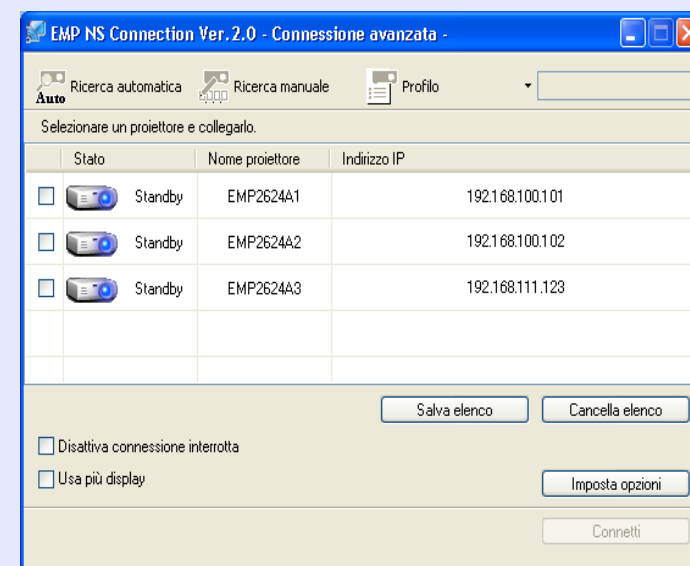 EMP NS Connection Ver.2.0 - Connessione avanzata -
Auto Ricerca automatica Ricerca manuale Profilo
Selezionare un proiettore e collegarlo.
Stato Nome proiettore Indirizzo IP
Standby EMP2624A1 192.168.100.101
Standby EMP2624A2 192.168.100.102
Standby EMP2624A3 192.168.111.123
Salva elenco Cancella elenco
Disattiva connessione interrotta
Usa più display Imposta opzioni
Connetti